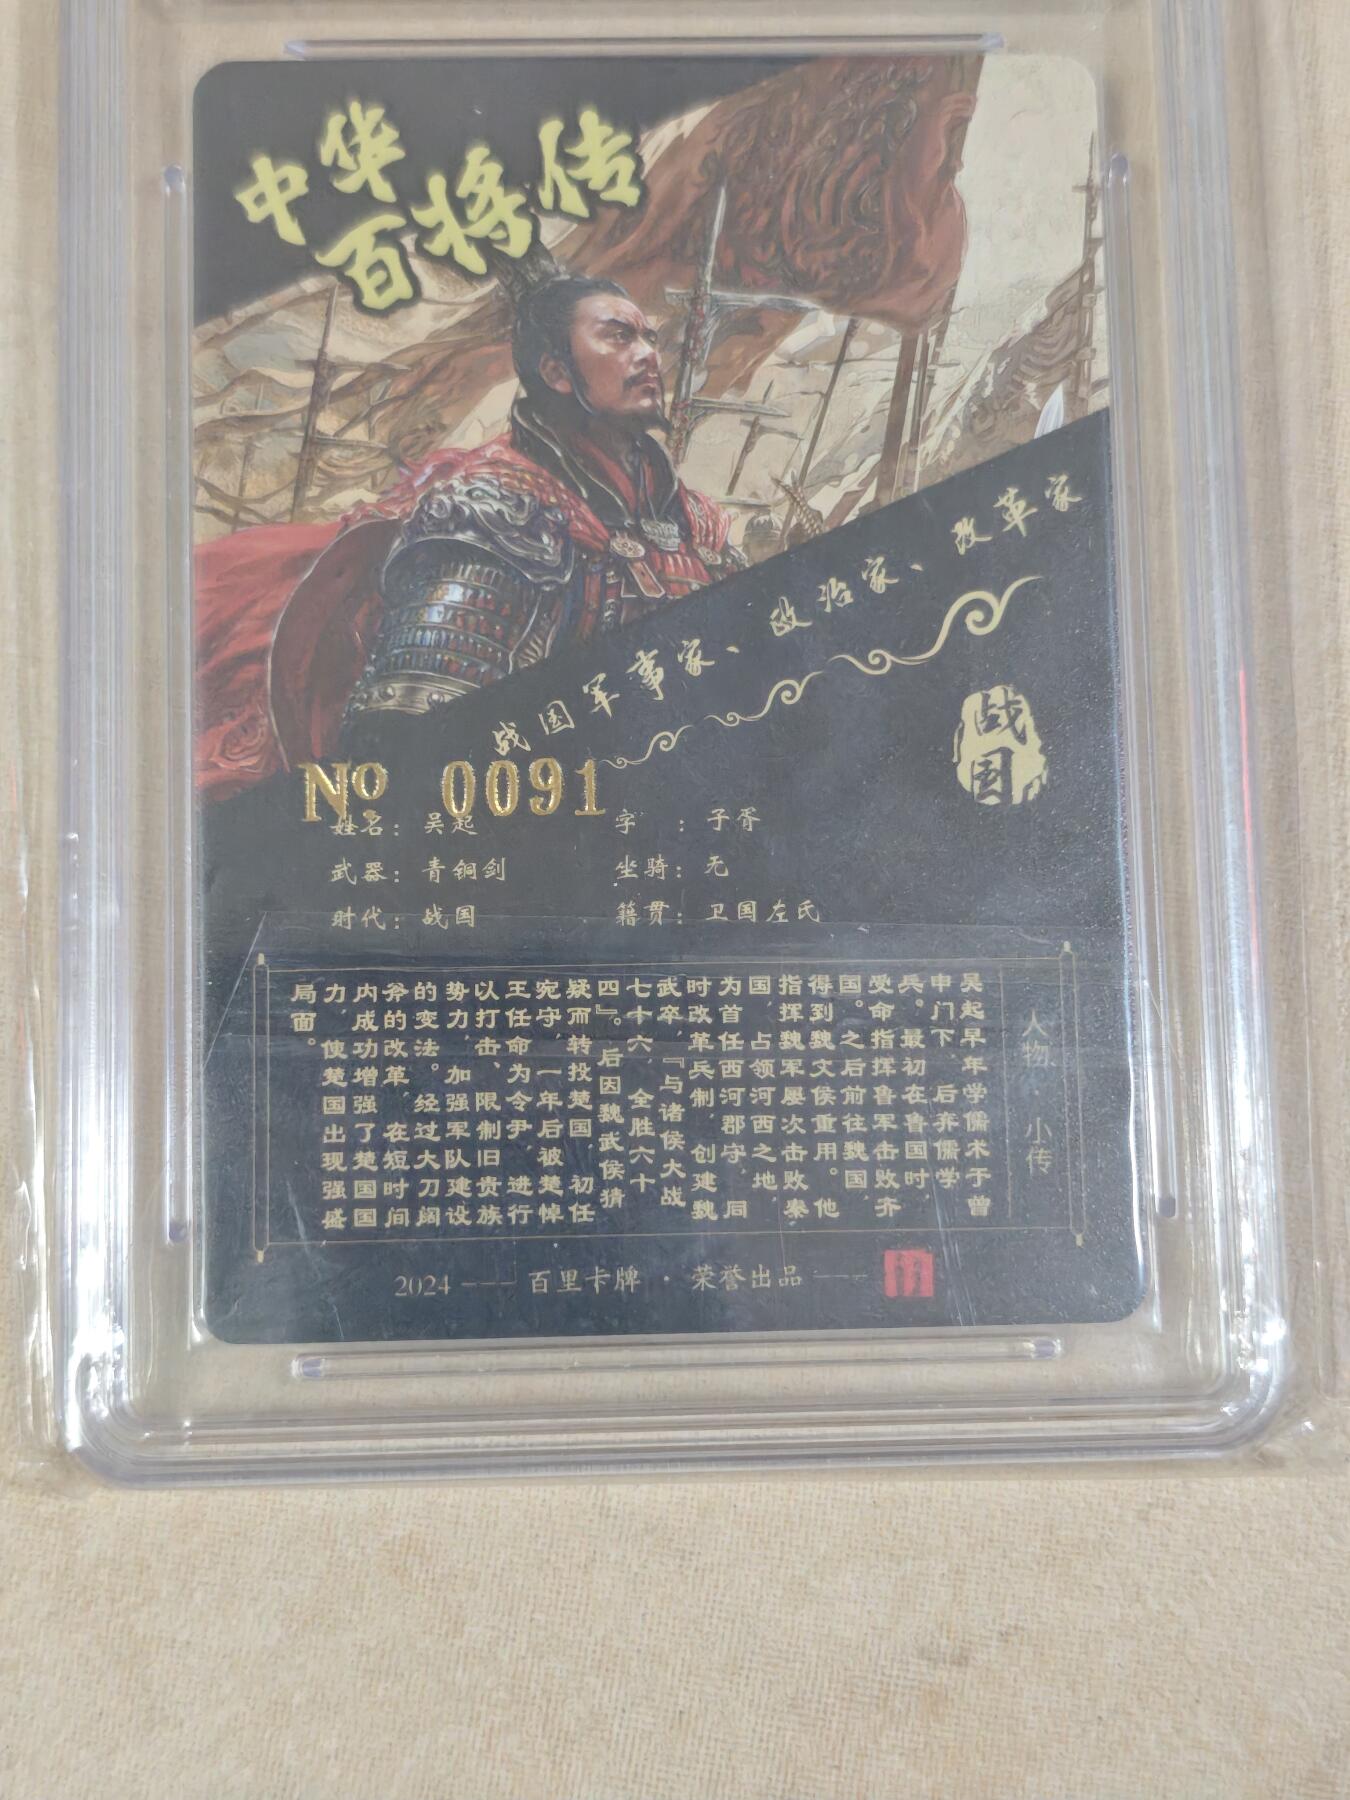 中华百将传
战国军事家、政治家、改革家
战国
No 0091
姓名：吴起 字：子胥
武器：青铜剑 坐骑：无
时代：战国 籍贯：卫国左氏
人物·小传
吴起早年学儒术于曾
申门下，后弃儒学
兵。最初在鲁国时，
受命指挥鲁军击败齐
国。之后前往魏国，
得到魏文侯重用。他
指挥魏军屡次击败秦
国，占领河西之地，
为首任西河郡守，同
时改革兵制，创建魏
武卒，『与诸侯大战
七十六，全胜六十
四』。后因魏武侯猜
疑而转投楚国，初任
宛守，一年后被楚悼
王任命为令尹，进行
以打击、限制旧贵族
势力，加强军队建设
的变法。经过大刀阔
斧的改革，在短时间
内成功增强了楚国国
力，使楚国出现强盛
局面。
2024 --- 百里卡牌 · 荣誉出品 ---